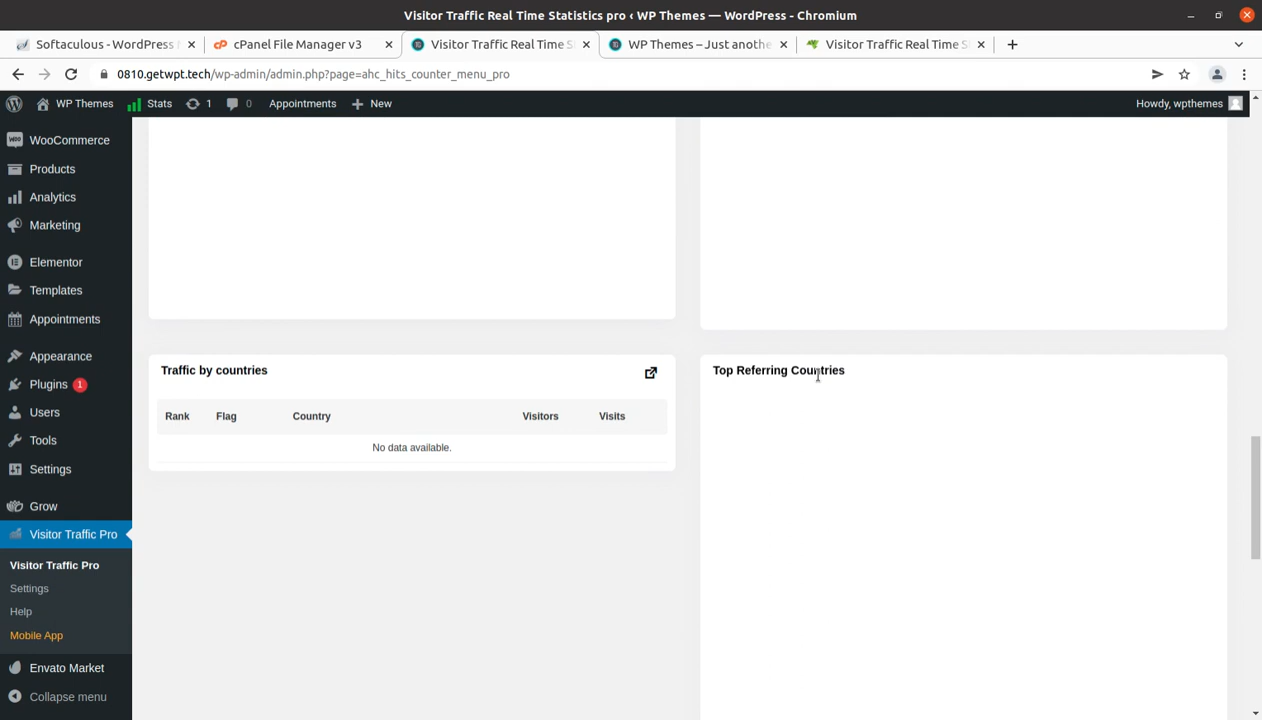 Visitor Traffic Real Time Statistics pro ‹ WP Themes — WordPress - Chromium
Softaculous - WordPress
cPanel File Manager v3
Visitor Traffic Real Time S
WP Themes – Just anothe
Visitor Traffic Real Time S
0810.getwpt.tech/wp-admin/admin.php?page=ahc_hits_counter_menu_pro
WP Themes
Stats
1
0
Appointments
New
Howdy, wpthemes
WooCommerce
Products
Analytics
Marketing
Elementor
Templates
Appointments
Appearance
Plugins 1
Users
Tools
Settings
Grow
Visitor Traffic Pro
Visitor Traffic Pro
Settings
Help
Mobile App
Envato Market
Collapse menu
Traffic by countries
Rank Flag Country Visitors Visits
No data available.
Top Referring Countries